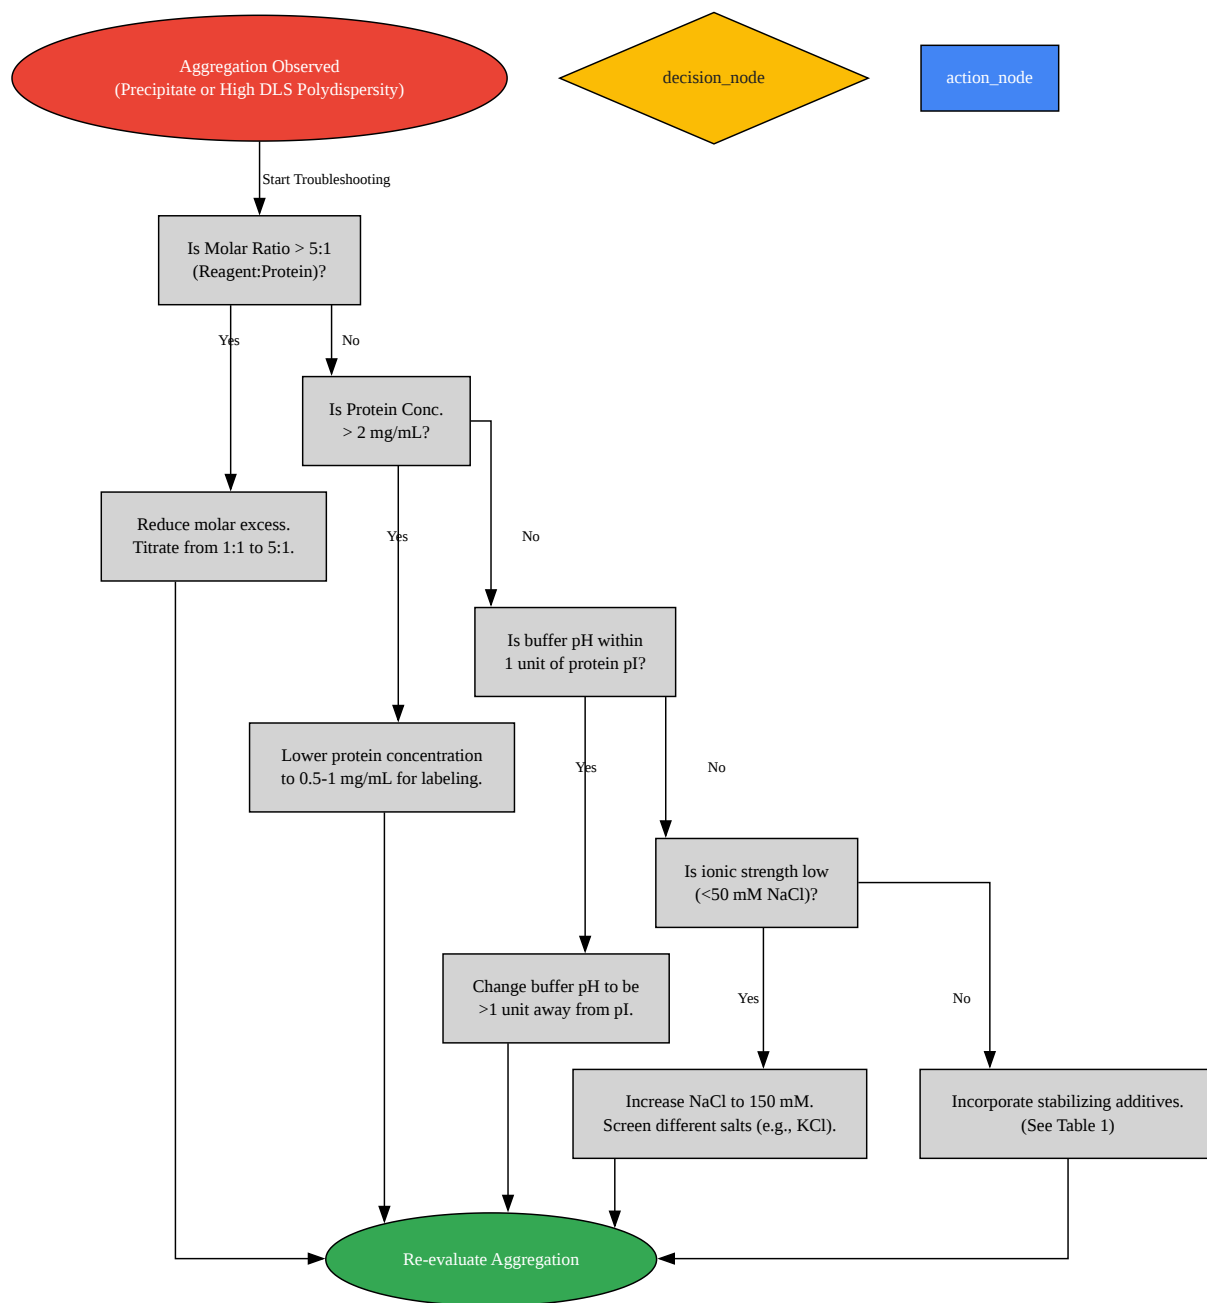 Aggregation Observed
(Precipitate or High DLS Polydispersity)
decision_node
action_node
Start Troubleshooting
Is Molar Ratio > 5:1
(Reagent:Protein)?
Yes
No
Is Protein Conc.
> 2 mg/mL?
Reduce molar excess.
Titrate from 1:1 to 5:1.
Yes
No
Is buffer pH within
1 unit of protein pI?
Lower protein concentration
to 0.5-1 mg/mL for labeling.
Yes
No
Is ionic strength low
(<50 mM NaCl)?
Change buffer pH to be
>1 unit away from pI.
Yes
No
Increase NaCl to 150 mM.
Screen different salts (e.g., KCl).
Incorporate stabilizing additives.
(See Table 1)
Re-evaluate Aggregation